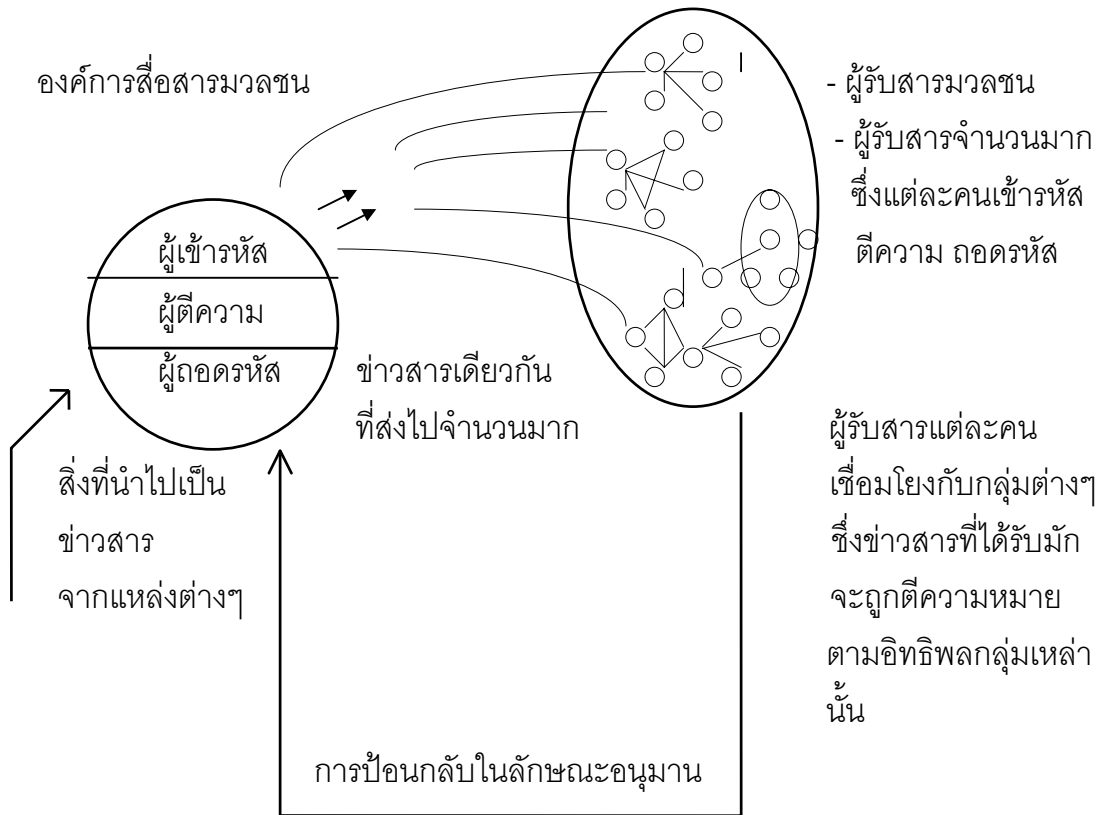 องค์การสื่อสารมวลชน
ผู้เข้ารหัส
ผู้ตีความ
ผู้ถอดรหัส
สิ่งที่นำไปเป็น
ข่าวสาร
จากแหล่งต่างๆ
ข่าวสารเดียวกัน
ที่ส่งไปจำนวนมาก
- ผู้รับสารมวลชน
- ผู้รับสารจำนวนมาก
ซึ่งแต่ละคนเข้ารหัส
ตีความ ถอดรหัส
ผู้รับสารแต่ละคน
เชื่อมโยงกับกลุ่มต่างๆ
ซึ่งข่าวสารที่ได้รับมัก
จะถูกตีความหมาย
ตามอิทธิพลกลุ่มเหล่า
นั้น
การป้อนกลับในลักษณะอนุมาน